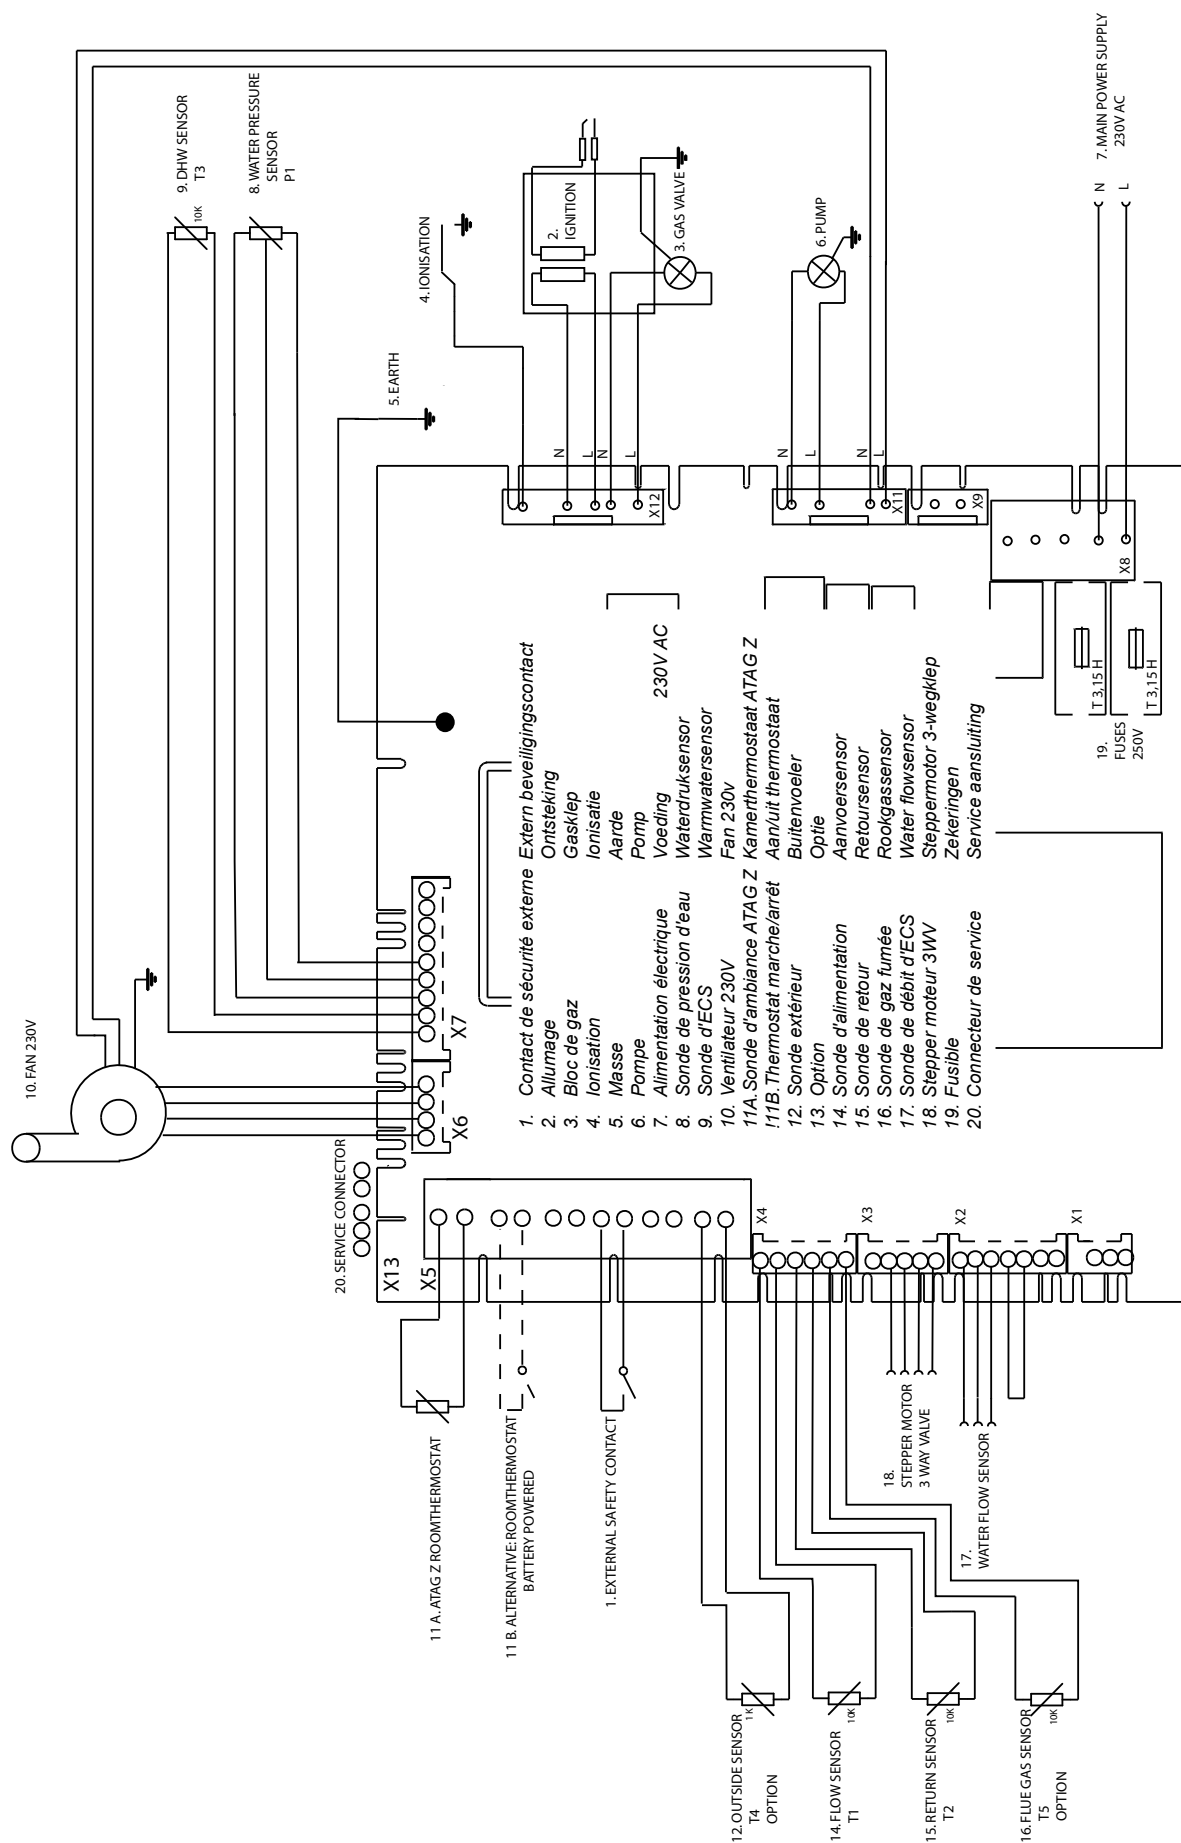 10. FAN 230V
9. DHW SENSOR
T3
10K
8. WATER PRESSURE
SENSOR
P1
4. IONISATION
2.
IGNITION
3. GAS VALVE
6. PUMP
7. MAIN POWER SUPPLY
230V AC
N
L
5. EARTH
N
L
N
L
X12
N
L
N
L
X11
X9
X8
T 3,15 H
T 3,15 H
19.
FUSES
250V
X7
X6
20. SERVICE CONNECTOR
X13
X5
X4
X3
X2
X1
1. Contact de sécurité externe Extern beveiligingscontact
2. Allumage Ontsteking
3. Bloc de gaz Gasklep
4. Ionisation Ionisatie
5. Masse Aarde
6. Pompe Pomp
7. Alimentation électrique Voeding 230V AC
8. Sonde de pression d'eau Waterdruksensor
9. Sonde d'ECS Warmwatersensor
10. Ventilateur 230V Fan 230v
11A. Sonde d'ambiance ATAG Z Kamerthermostaat ATAG Z
!11B. Thermostat marche/arrêt Aan/uit thermostaat
12. Sonde extérieur Buitenvoeler
13. Option Optie
14. Sonde d'alimentation Aanvoersensor
15. Sonde de retour Retoursensor
16. Sonde de gaz fumée Rookgassensor
17. Sonde de débit d'ECS Water flowsensor
18. Stepper moteur 3WV Steppermotor 3-wegklep
19. Fusible Zekeringen
20. Connecteur de service Service aansluiting
11 A. ATAG Z ROOMTHERMOSTAT
11 B. ALTERNATIVE: ROOMTHERMOSTAT
BATTERY POWERED
1. EXTERNAL SAFETY CONTACT
18.
STEPPER MOTOR
3 WAY VALVE
17.
WATER FLOW SENSOR
12. OUTSIDE SENSOR
T4
1 K
OPTION
14. FLOW SENSOR
T1
10K
15. RETURN SENSOR
T2
10K
16. FLUE GAS SENSOR
T5
10K
OPTION